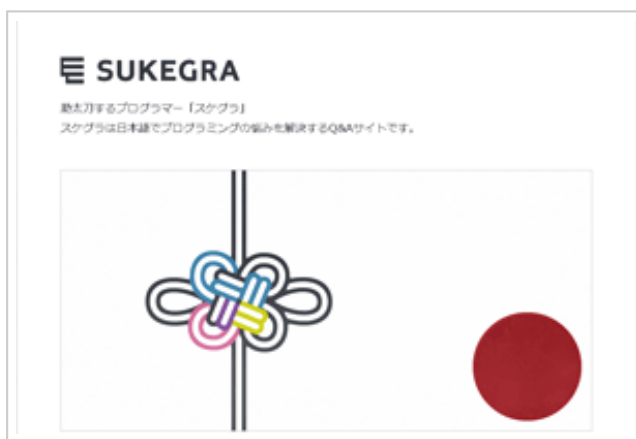 SUKEGRA
助太刀するプログラマー「スケグラ」
スケグラは日本語でプログラミングの悩みを解決するQ&Aサイトです。